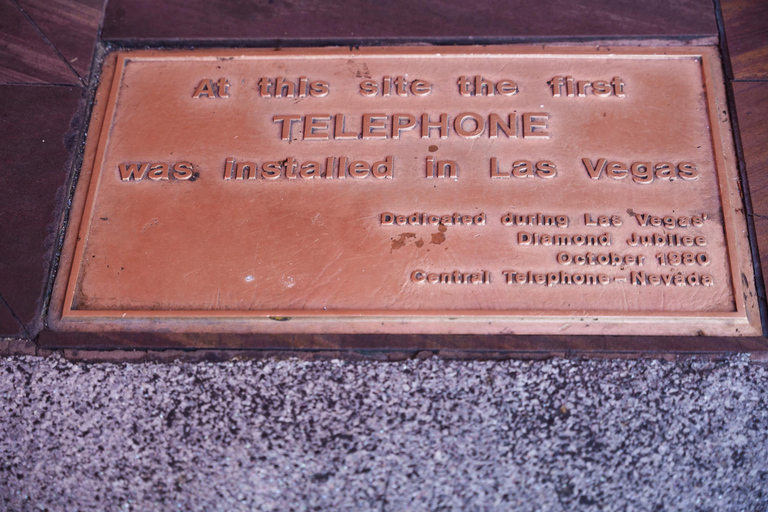 At this site the first
TELEPHONE
was installed in Las Vegas
Dedicated during Las Vegas'
Diamond Jubilee
October 1980
Central Telephone—Nevada